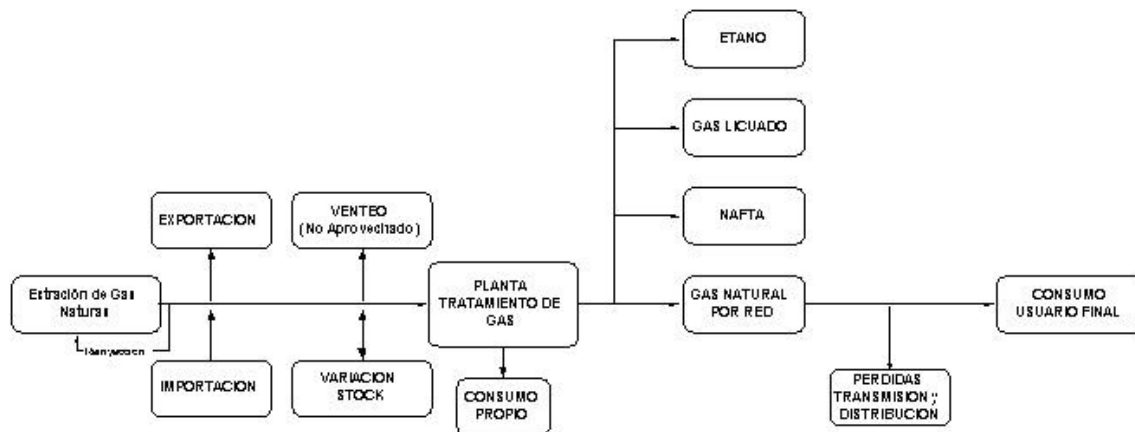 ETANO
GAS LICUADO
NAFTA
EXPORTACION
VENTEO
(No Aprovechado)
PLANTA
TRATAMIENTO DE
GAS
GAS NATURAL
POR RED
CONSUMO
USUARIO FINAL
Extración de Gas
Natural
Reinyección
IMPORTACION
VARIACION
STOCK
CONSUMO
PROPIO
PERDIDAS
TRANSMISION y
DISTRIBUCION